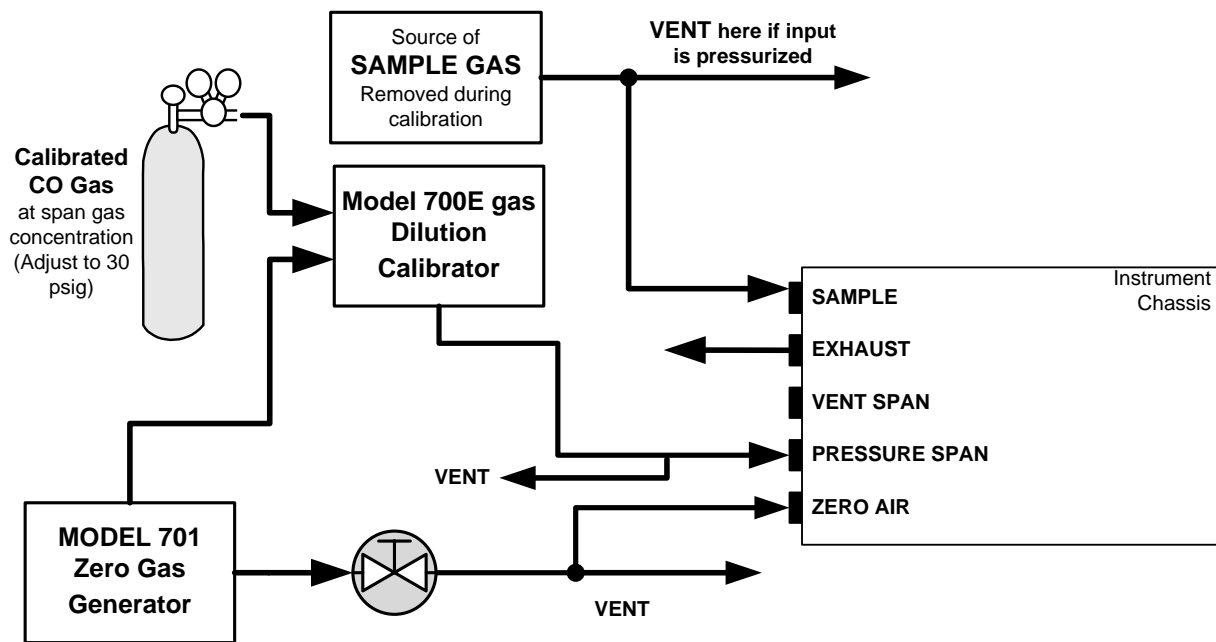 Source of
SAMPLE GAS
Removed during
calibration
VENT here if input
is pressurized
Calibrated
CO Gas
at span gas
concentration
(Adjust to 30
psig)
Model 700E gas
Dilution
Calibrator
Instrument
Chassis
SAMPLE
EXHAUST
VENT SPAN
PRESSURE SPAN
ZERO AIR
VENT
MODEL 701
Zero Gas
Generator
VENT